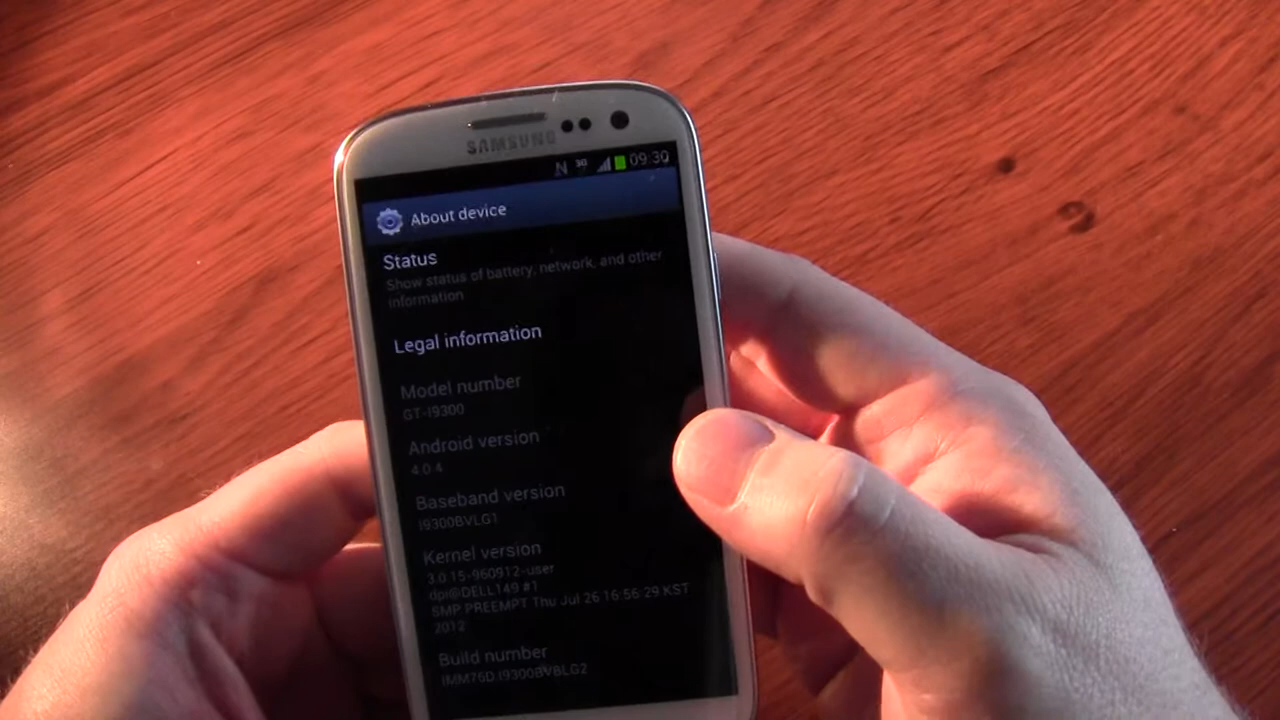 SAMSUNG
N 3G 09:30
About device
Status
Show status of battery, network, and other
information
Legal information
Model number
GT-I9300
Android version
4.0.4
Baseband version
I9300BVLG1
Kernel version
3.0.15-960912-user
dpi@DELL149 #1
SMP PREEMPT Thu Jul 26 16:56:29 KST
2012
Build number
IMM76D.I9300BVBLG2